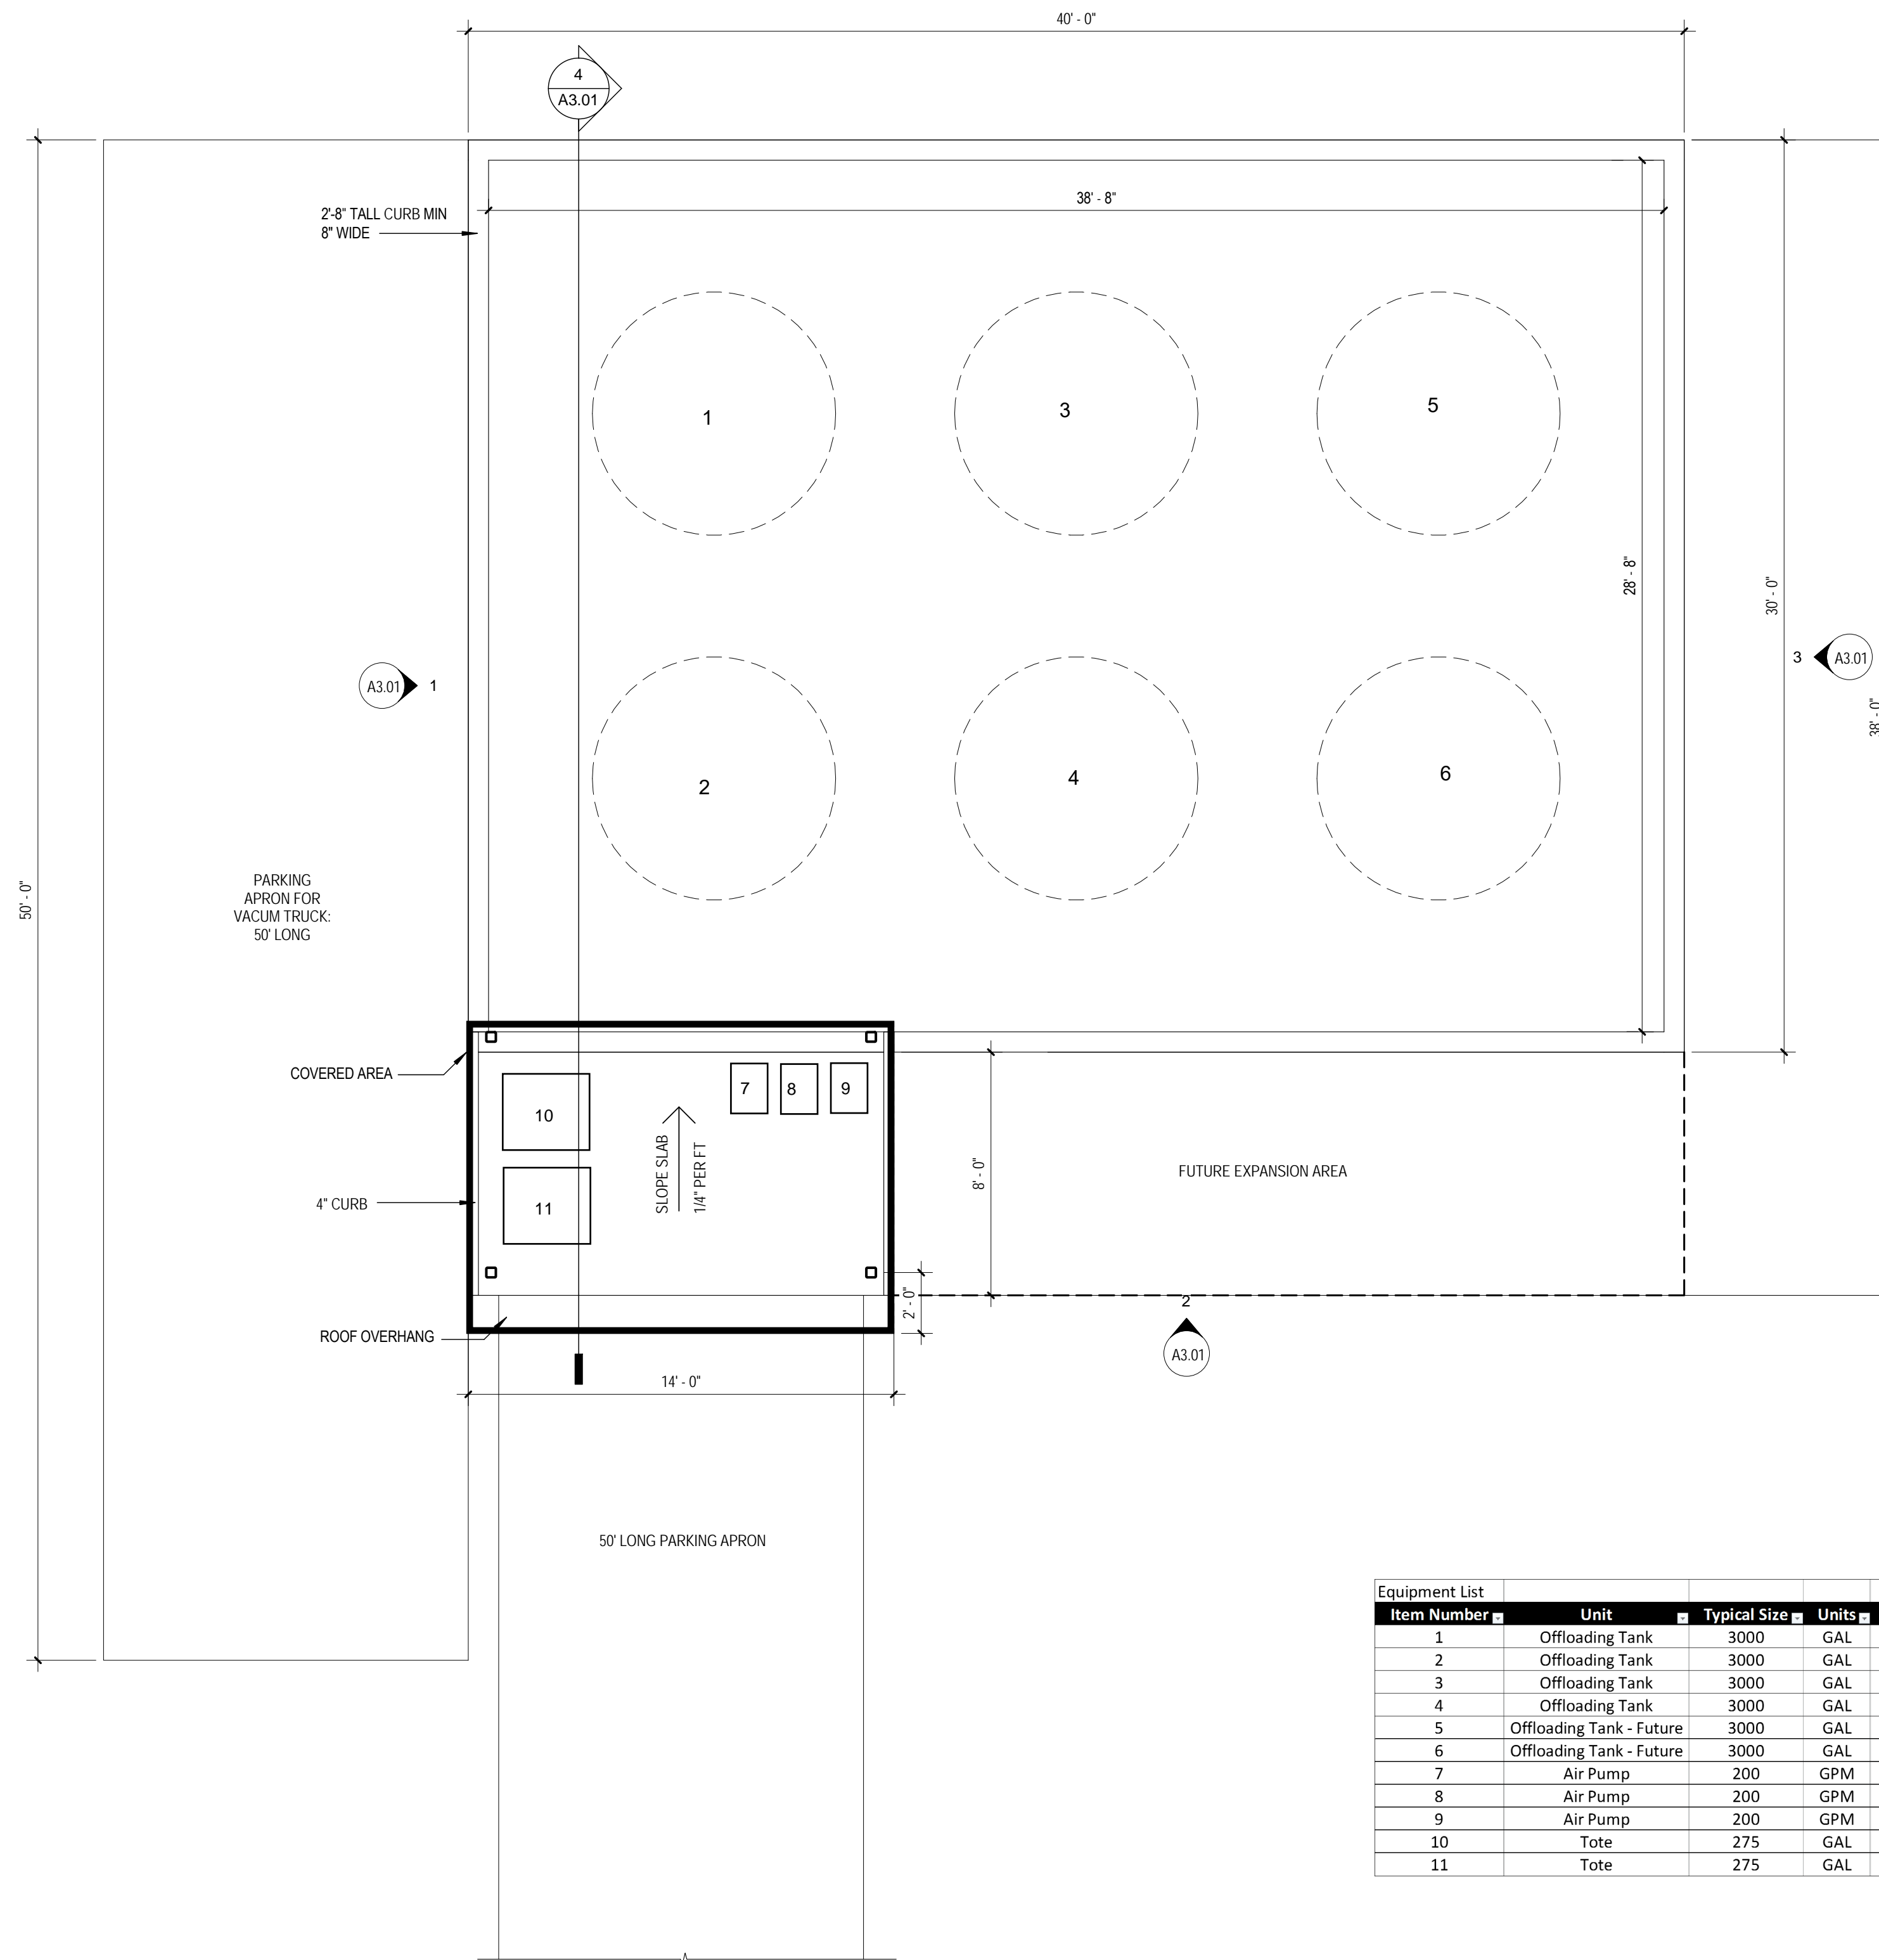 40' - 0"
4
A3.01
2'-8" TALL CURB MIN
8" WIDE
38' - 8"
1
3
5
28' - 8"
30' - 0"
A3.01
1
3
A3.01
38' - 0"
2
4
6
50' - 0"
PARKING
APRON FOR
VACUM TRUCK:
50' LONG
COVERED AREA
10
7
8
9
SLOPE SLAB
1/4" PER FT
8' - 0"
FUTURE EXPANSION AREA
4" CURB
11
2' - 0"
2
A3.01
ROOF OVERHANG
14' - 0"
50' LONG PARKING APRON
Equipment List
Item Number Unit Typical Size Units
1 Offloading Tank 3000 GAL
2 Offloading Tank 3000 GAL
3 Offloading Tank 3000 GAL
4 Offloading Tank 3000 GAL
5 Offloading Tank - Future 3000 GAL
6 Offloading Tank - Future 3000 GAL
7 Air Pump 200 GPM
8 Air Pump 200 GPM
9 Air Pump 200 GPM
10 Tote 275 GAL
11 Tote 275 GAL